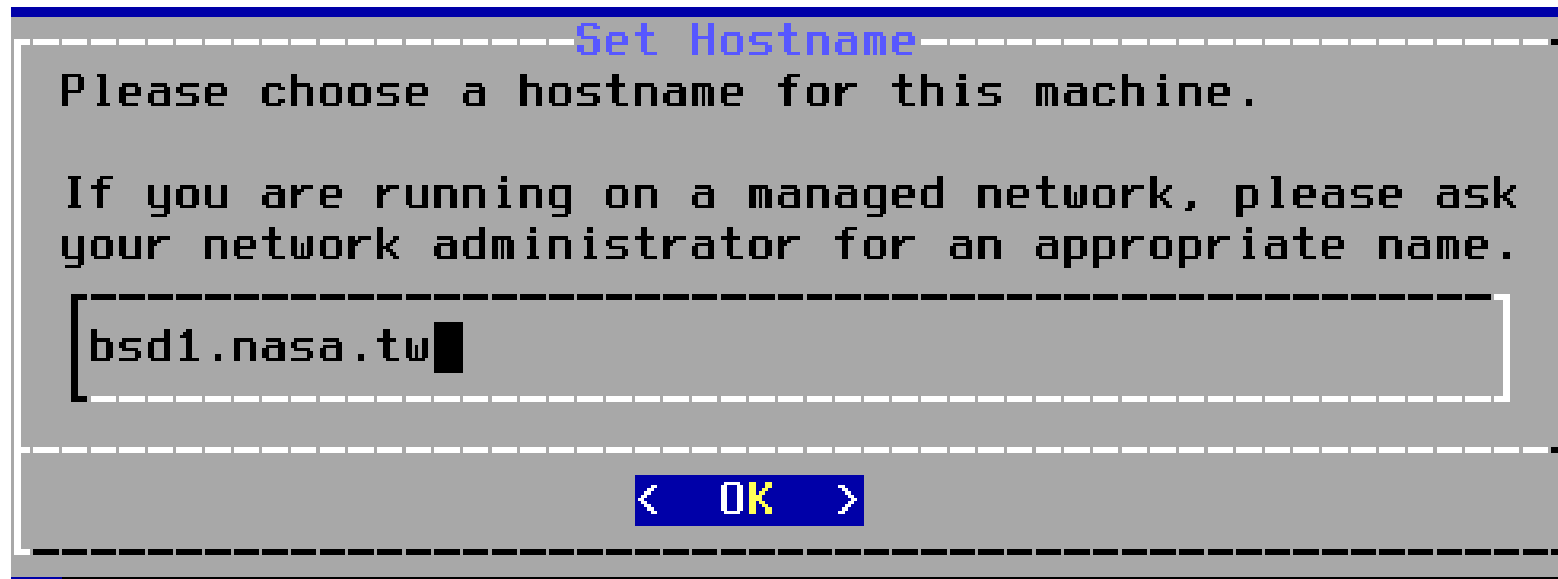 Set Hostname
Please choose a hostname for this machine.
If you are running on a managed network, please ask
your network administrator for an appropriate name.
bsd1.nasa.tw
< OK >